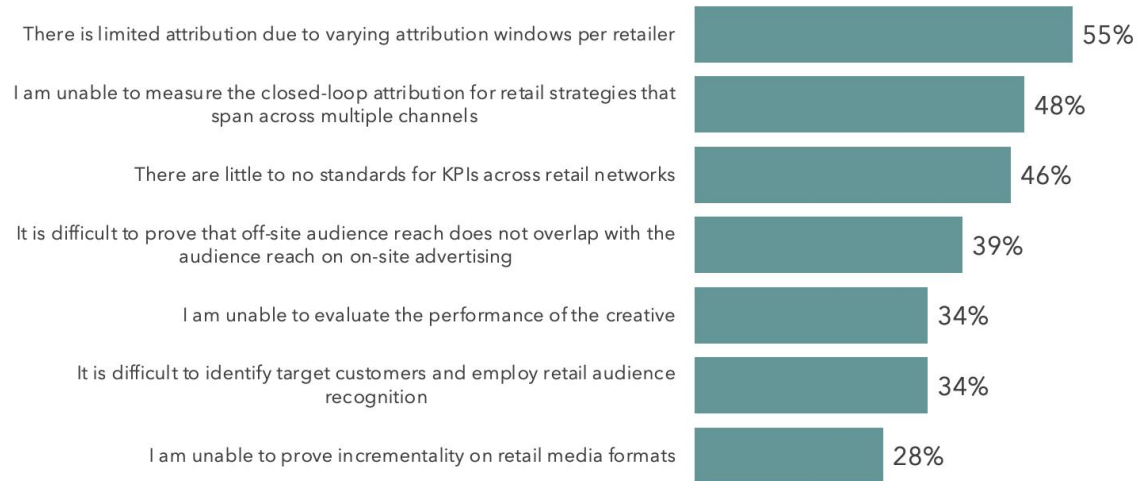 There is limited attribution due to varying attribution windows per retailer
55%
I am unable to measure the closed-loop attribution for retail strategies that
span across multiple channels
48%
There are little to no standards for KPIs across retail networks
46%
It is difficult to prove that off-site audience reach does not overlap with the
audience reach on on-site advertising
39%
I am unable to evaluate the performance of the creative
34%
It is difficult to identify target customers and employ retail audience
recognition
34%
I am unable to prove incrementality on retail media formats
28%